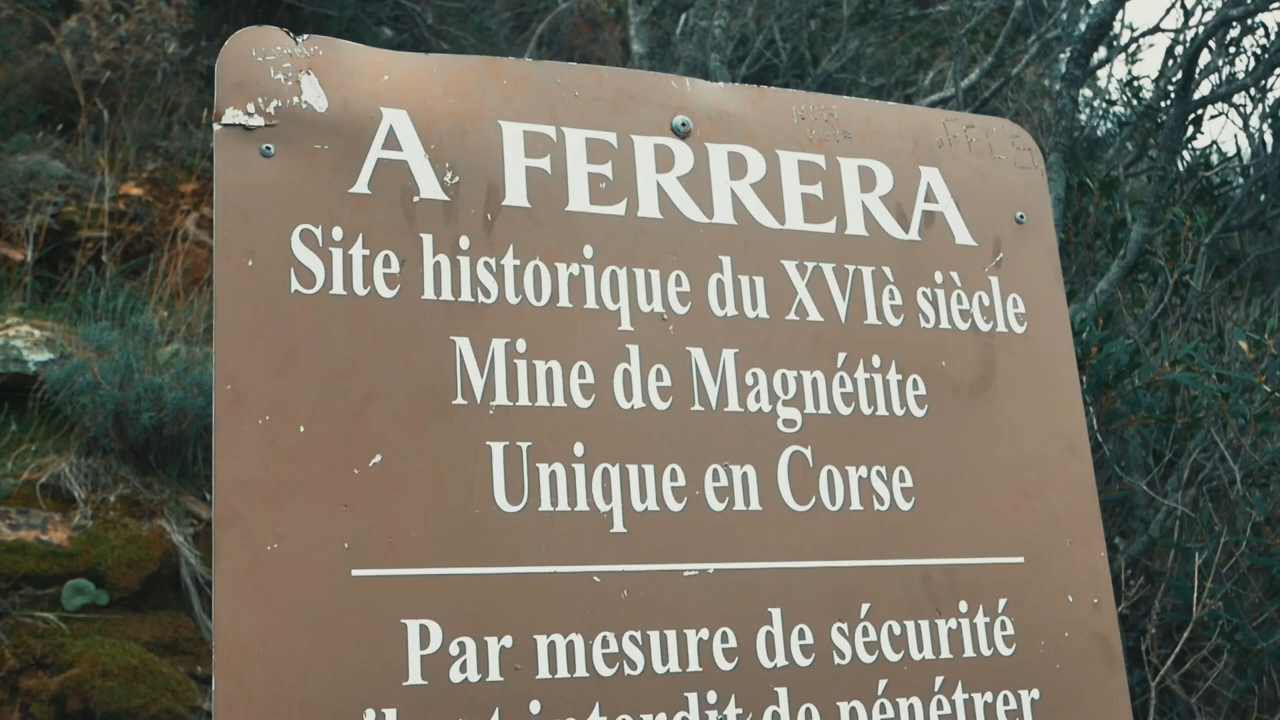 A FERRERA
Site historique du XVIè siècle
Mine de Magnétite
Unique en Corse
Par mesure de sécurité
il est interdit de pénétrer